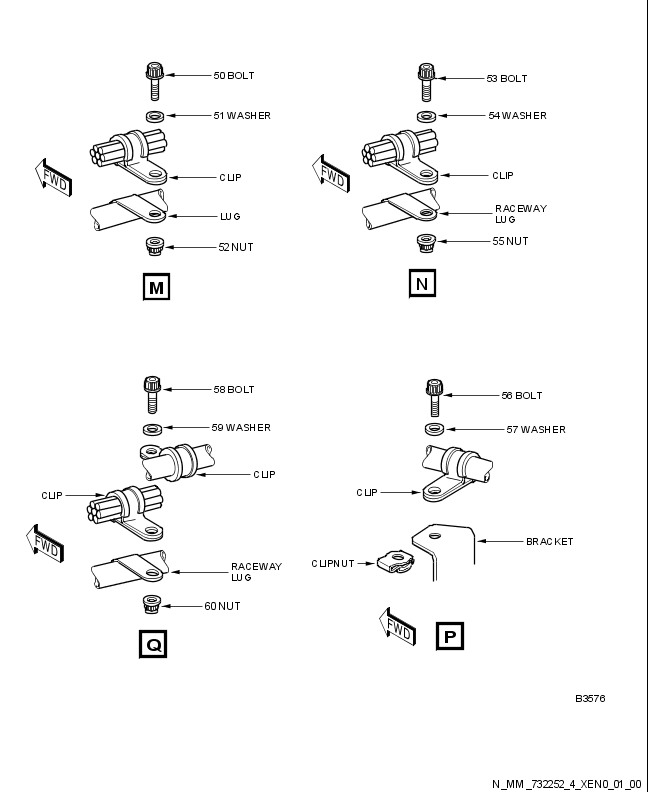 50 BOLT
51 WASHER
CLIP
FWD
LUG
52 NUT
M
53 BOLT
54 WASHER
CLIP
FWD
RACEWAY
LUG
55 NUT
N
58 BOLT
59 WASHER
CLIP
CLIP
FWD
RACEWAY
LUG
60 NUT
Q
56 BOLT
57 WASHER
CLIP
BRACKET
CLIPNUT
FWD
P
B3576
N_MM_732252_4_XEN0_01_00